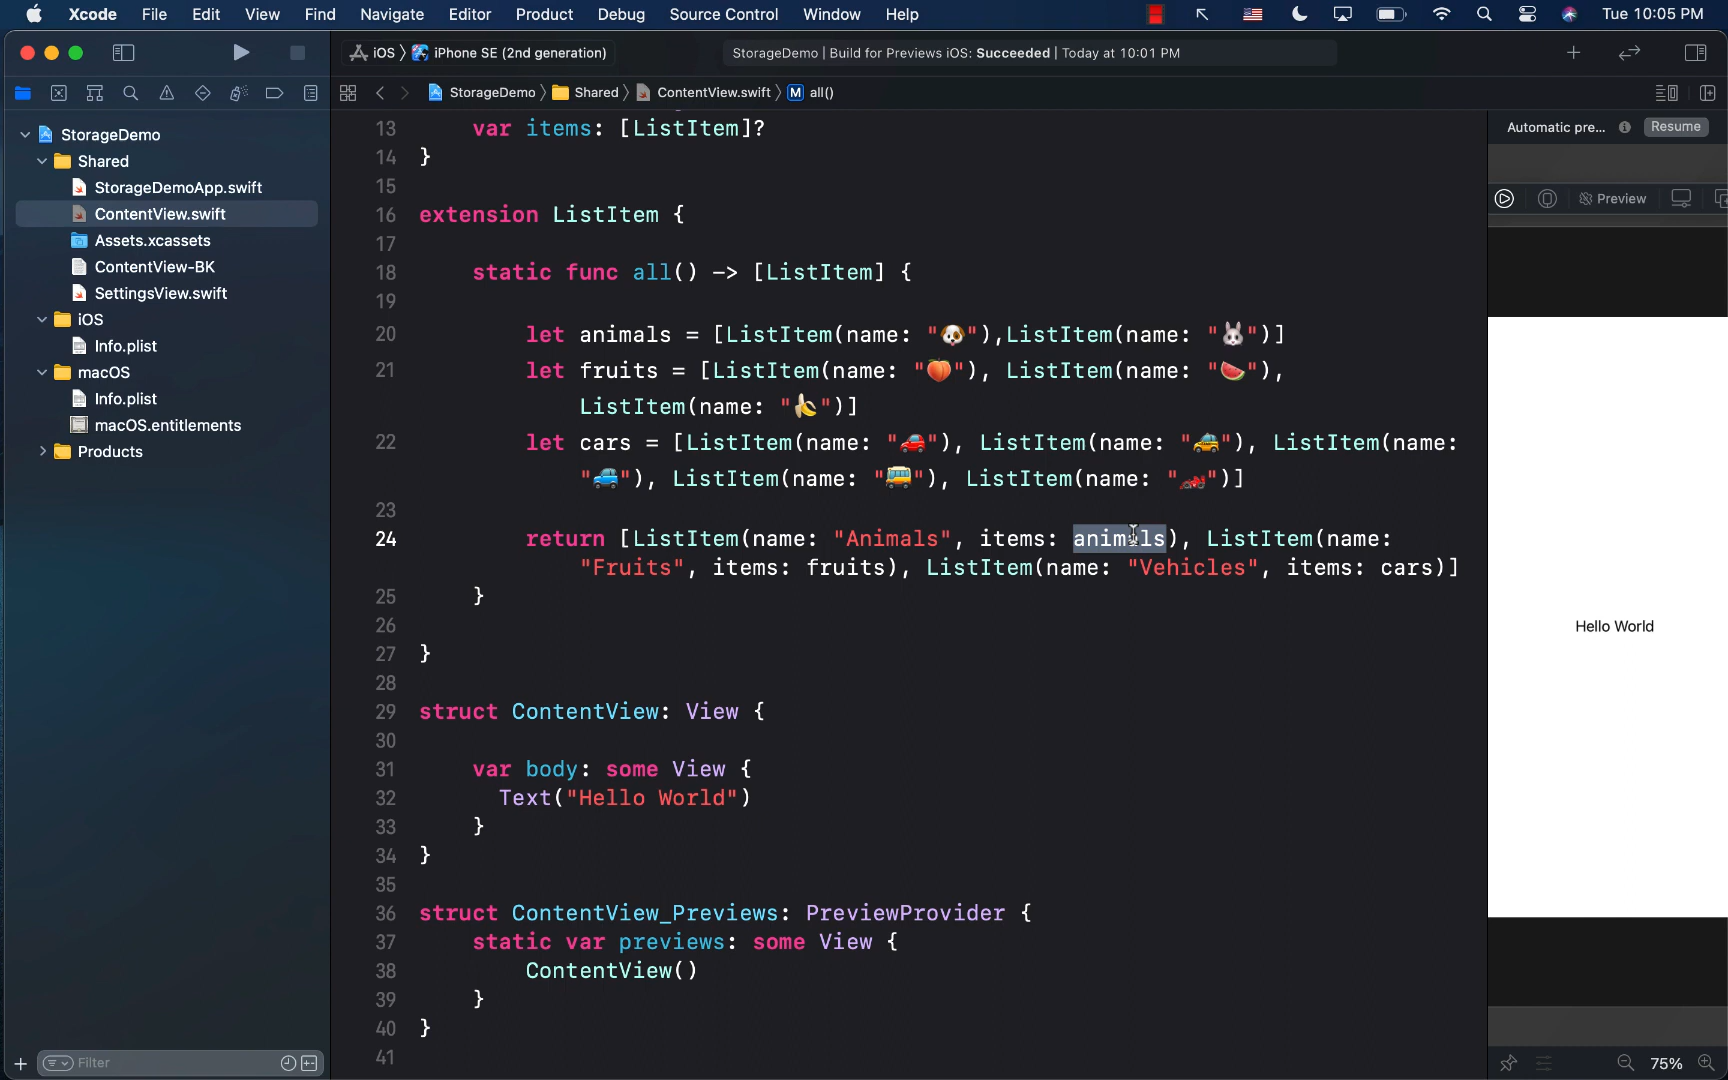 Xcode File Edit View Find Navigate Editor Product Debug Source Control Window Help Tue 10:05 PM
iOS iPhone SE (2nd generation) StorageDemo | Build for Previews iOS: Succeeded | Today at 10:01 PM
StorageDemo Shared ContentView.swift M all()
StorageDemo
Shared
StorageDemoApp.swift
ContentView.swift
Assets.xcassets
ContentView-BK
SettingsView.swift
iOS
Info.plist
macOS
Info.plist
macOS.entitlements
Products
Filter
13 var items: [ListItem]?
14 }
15
16 extension ListItem {
17
18 static func all() -> [ListItem] {
19
20 let animals = [ListItem(name: "🐶"),ListItem(name: "🐰")]
21 let fruits = [ListItem(name: "🍑"), ListItem(name: "🍉"),
ListItem(name: "🍌")]
22 let cars = [ListItem(name: "🚗"), ListItem(name: "🚕"), ListItem(name:
"🚙"), ListItem(name: "🚌"), ListItem(name: "🏎")]
23
24 return [ListItem(name: "Animals", items: animals), ListItem(name:
"Fruits", items: fruits), ListItem(name: "Vehicles", items: cars)]
25 }
26
27 }
28
29 struct ContentView: View {
30
31 var body: some View {
32 Text("Hello World")
33 }
34 }
35
36 struct ContentView_Previews: PreviewProvider {
37 static var previews: some View {
38 ContentView()
39 }
40 }
41
Automatic pre... Resume
Preview
Hello World
75%